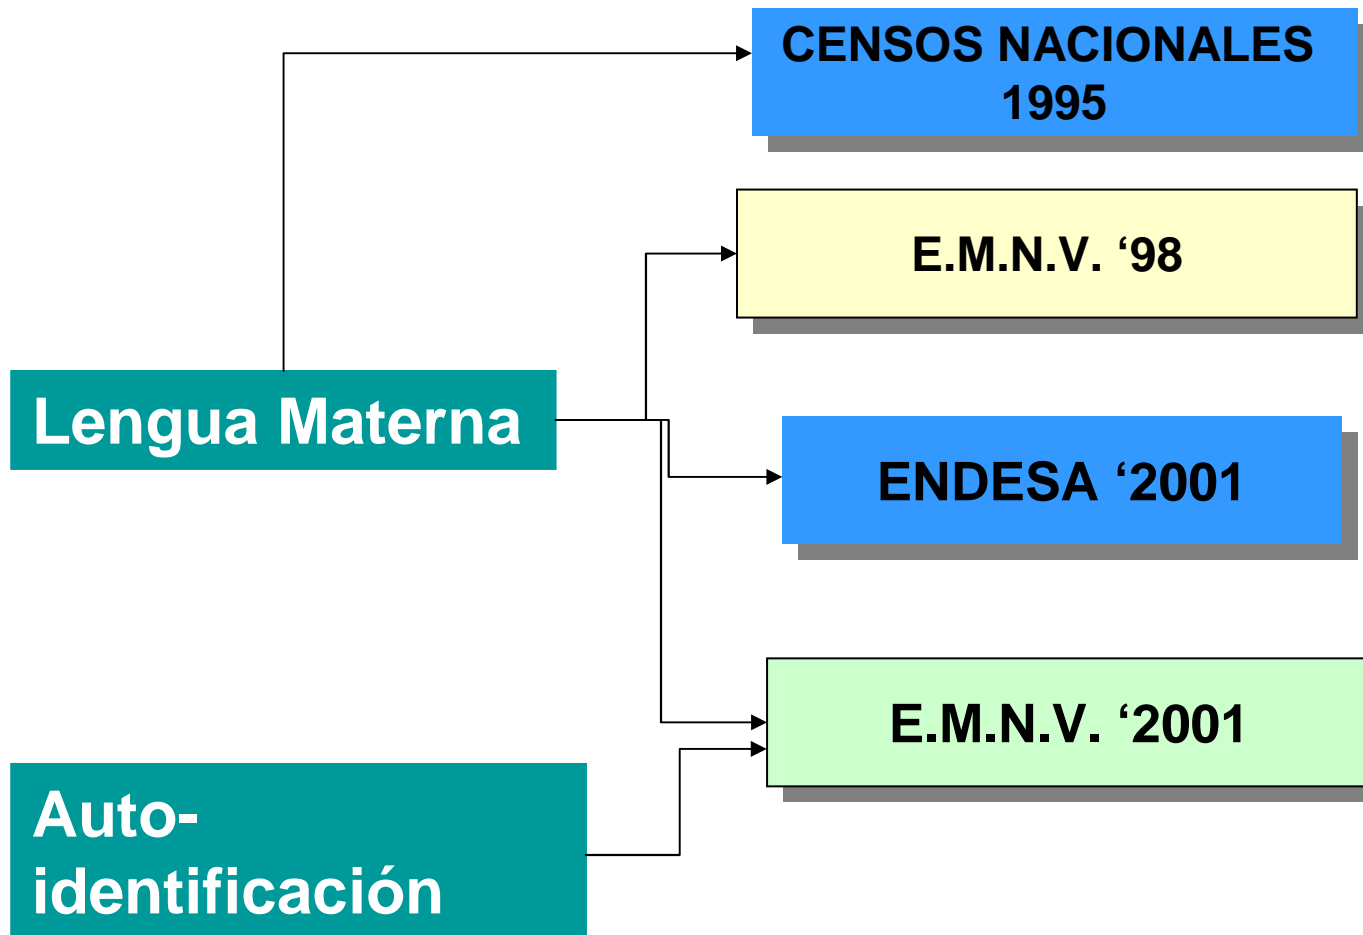 CENSOS NACIONALES
1995
E.M.N.V. ‘98
Lengua Materna
ENDESA ‘2001
E.M.N.V. ‘2001
Auto-
identificación